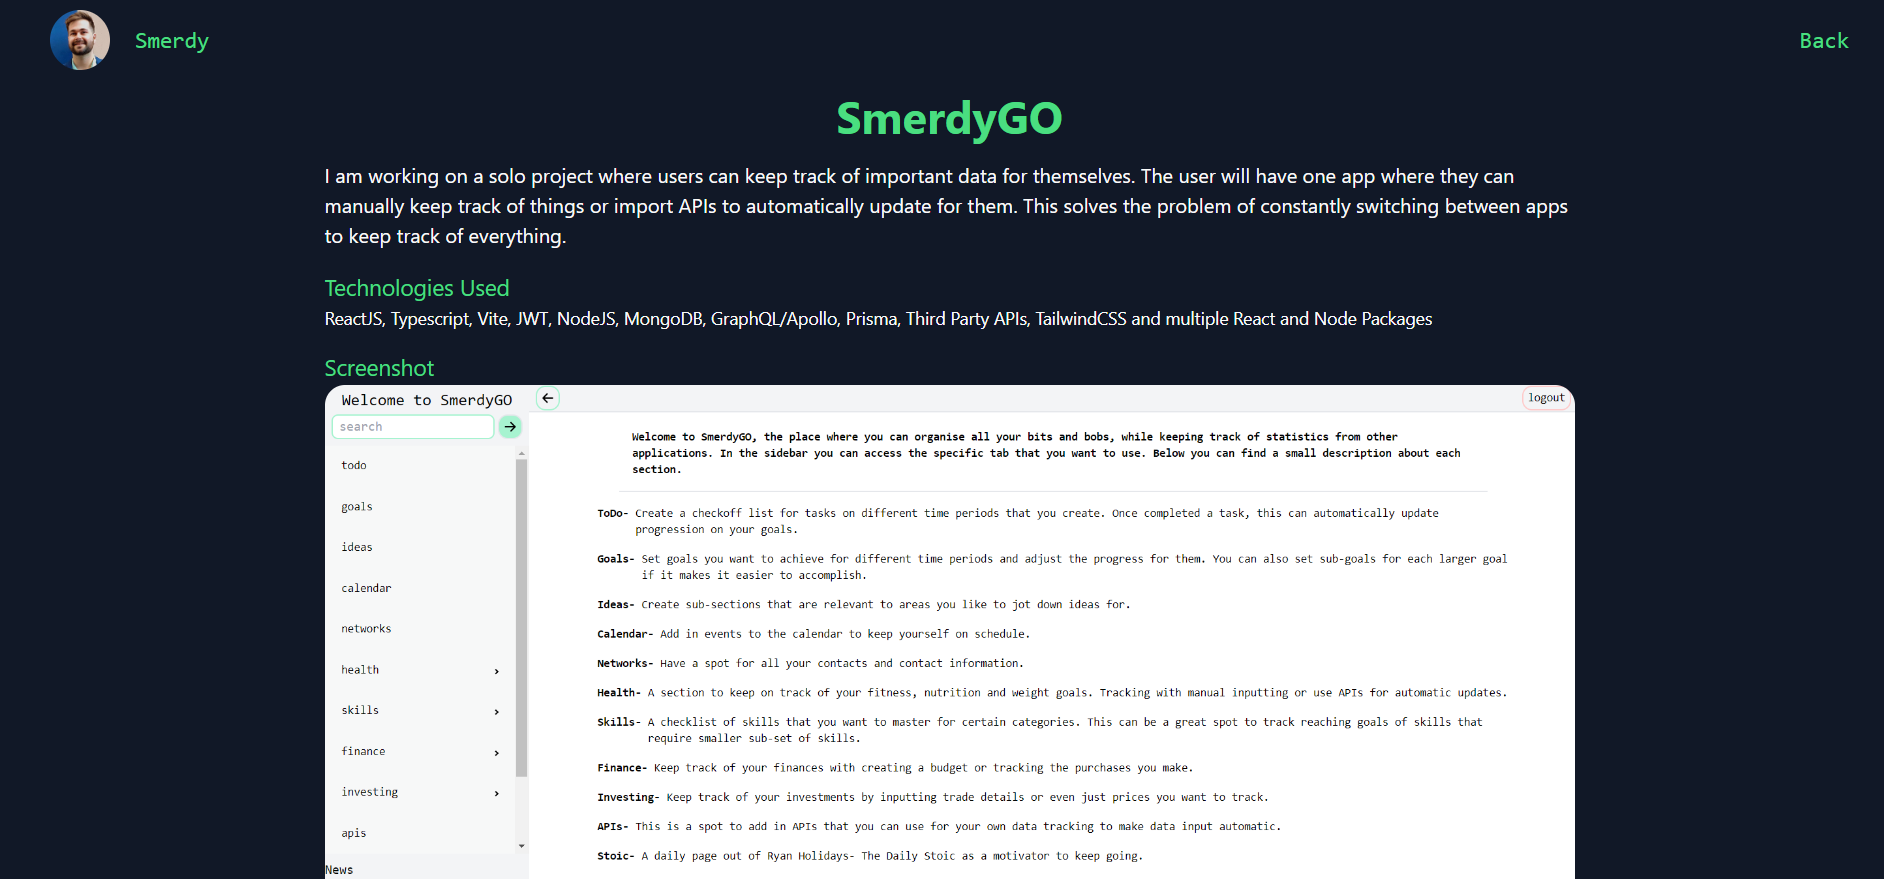 Smerdy
Back
SmerdyGO
I am working on a solo project where users can keep track of important data for themselves. The user will have one app where they can
manually keep track of things or import APIs to automatically update for them. This solves the problem of constantly switching between apps
to keep track of everything.
Technologies Used
ReactJS, Typescript, Vite, JWT, NodeJS, MongoDB, GraphQL/Apollo, Prisma, Third Party APIs, TailwindCSS and multiple React and Node Packages
Screenshot
Welcome to SmerdyGO
search
todo
goals
ideas
calendar
networks
health
skills
finance
investing
apis
News
logout
Welcome to SmerdyGO, the place where you can organise all your bits and bobs, while keeping track of statistics from other
applications. In the sidebar you can access the specific tab that you want to use. Below you can find a small description about each
section.
ToDo- Create a checkoff list for tasks on different time periods that you create. Once completed a task, this can automatically update
progression on your goals.
Goals- Set goals you want to achieve for different time periods and adjust the progress for them. You can also set sub-goals for each larger goal
if it makes it easier to accomplish.
Ideas- Create sub-sections that are relevant to areas you like to jot down ideas for.
Calendar- Add in events to the calendar to keep yourself on schedule.
Networks- Have a spot for all your contacts and contact information.
Health- A section to keep on track of your fitness, nutrition and weight goals. Tracking with manual inputting or use APIs for automatic updates.
Skills- A checklist of skills that you want to master for certain categories. This can be a great spot to track reaching goals of skills that
require smaller sub-set of skills.
Finance- Keep track of your finances with creating a budget or tracking the purchases you make.
Investing- Keep track of your investments by inputting trade details or even just prices you want to track.
APIs- This is a spot to add in APIs that you can use for your own data tracking to make data input automatic.
Stoic- A daily page out of Ryan Holidays- The Daily Stoic as a motivator to keep going.